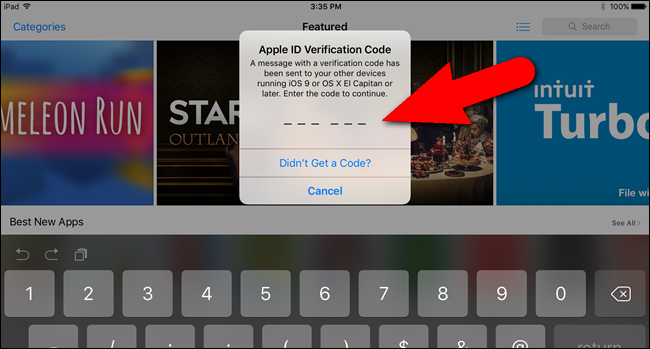 iPad 3:35 PM 100%
Categories Featured Search
Apple ID Verification Code
A message with a verification code has
been sent to your other devices
running iOS 9 or OS X El Capitan or
later. Enter the code to continue.
_ _ _ _ _ _
Didn't Get a Code?
Cancel
MELEON RUN
STAR
OUTLAN
intuit
Turbo
File wi
Best New Apps See All >
1 2 3 4 5 6 7 8 9 0
- / : ; ( ) $ & @ return